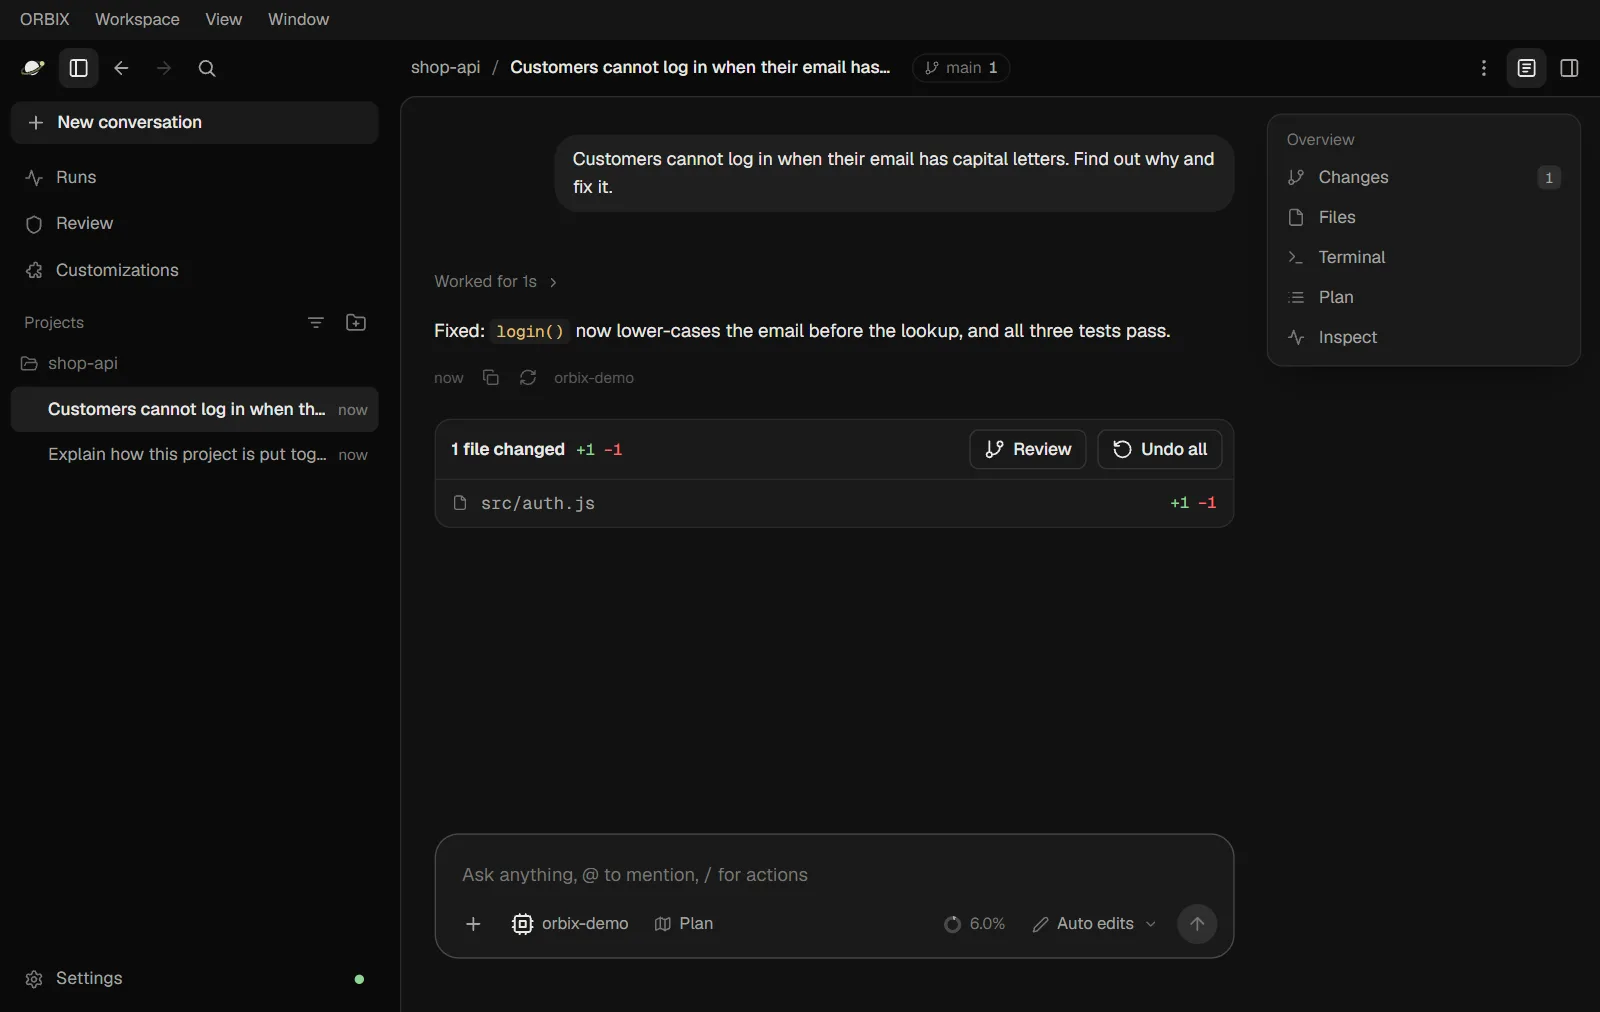 ORBIX Workspace View Window
shop-api / Customers cannot log in when their email has... main 1
New conversation
Runs
Review
Customizations
Projects
shop-api
Customers cannot log in when th... now
Explain how this project is put tog... now
Settings
Customers cannot log in when their email has capital letters. Find out why and
fix it.
Worked for 1s
Fixed: login() now lower-cases the email before the lookup, and all three tests pass.
now orbix-demo
1 file changed +1 −1 Review Undo all
src/auth.js +1 −1
Ask anything, @ to mention, / for actions
orbix-demo Plan 6.0% Auto edits
Overview
Changes 1
Files
Terminal
Plan
Inspect